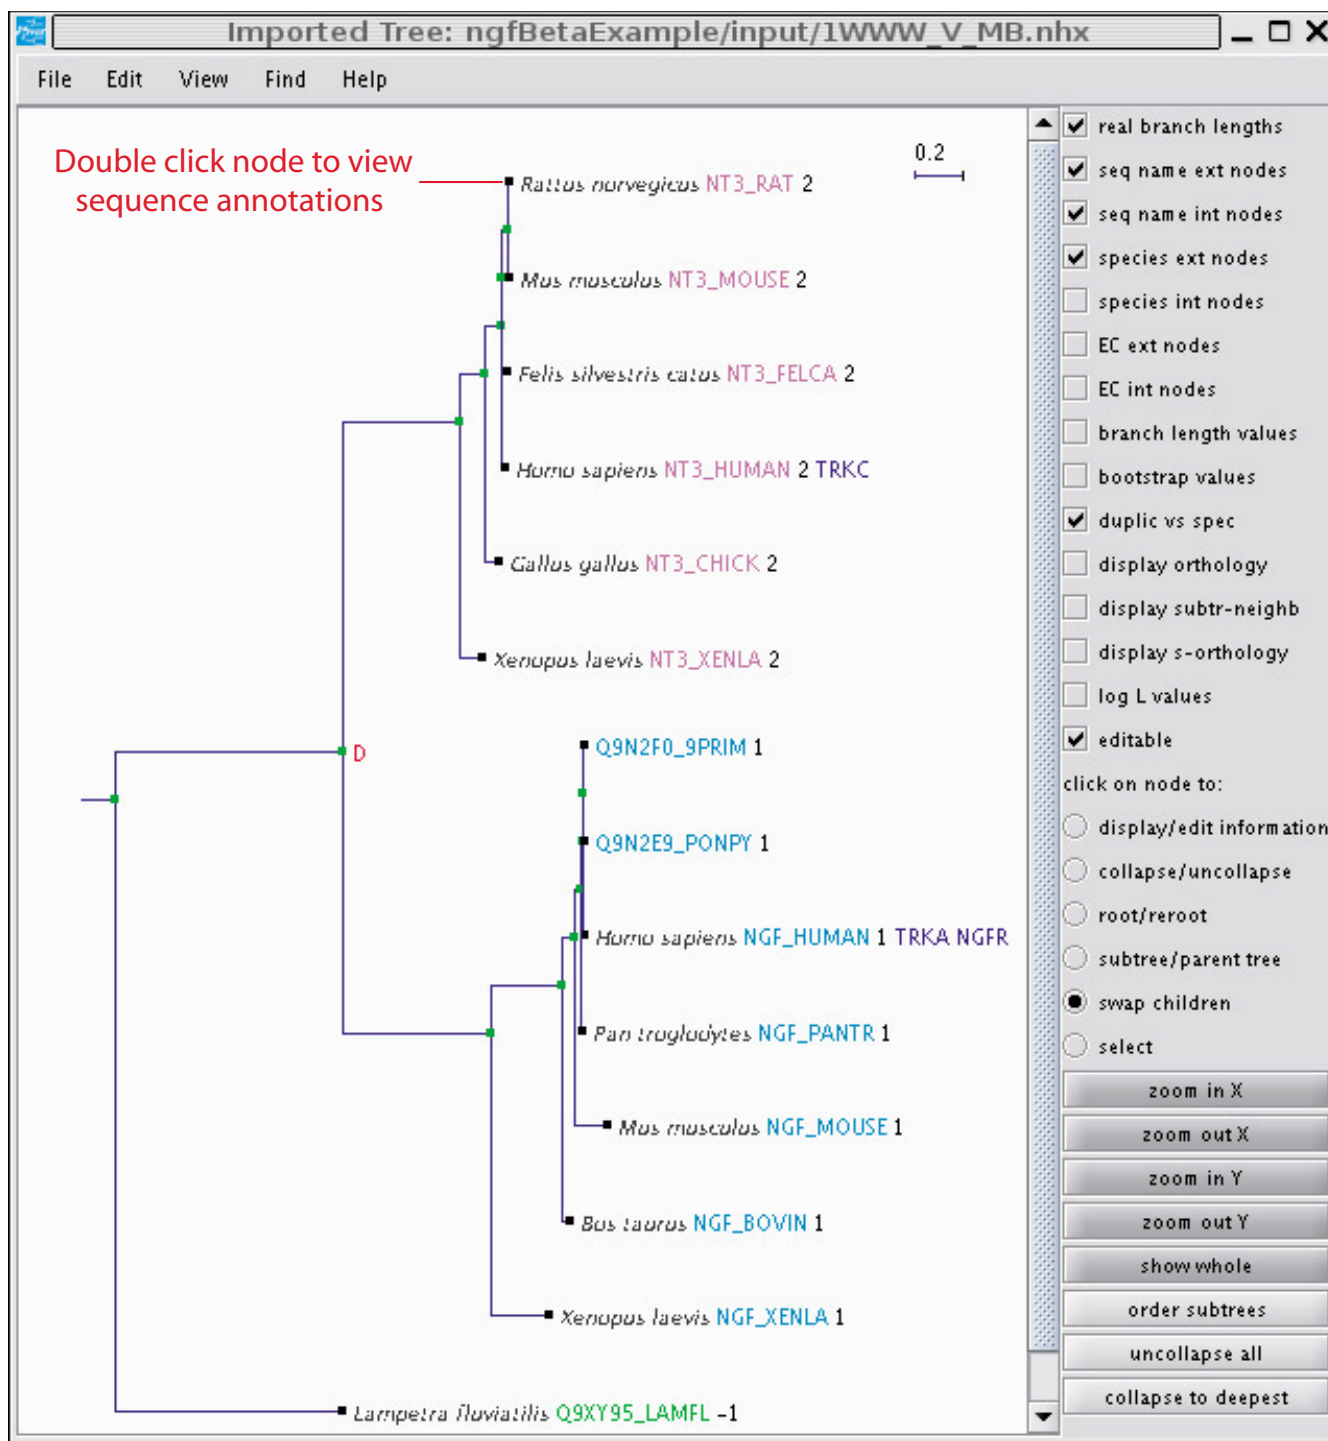 Imported Tree: ngfBetaExample/input/1WWW_V_MB.nhx
File Edit View Find Help
Double click node to view
sequence annotations
0.2
Rattus norvegicus NT3_RAT 2
Mus musculus NT3_MOUSE 2
Felis silvestris catus NT3_FELCA 2
Homo sapiens NT3_HUMAN 2 TRKC
Gallus gallus NT3_CHICK 2
Xenopus laevis NT3_XENLA 2
D
Q9N2F0_9PRIM 1
Q9N2E9_PONPY 1
Homo sapiens NGF_HUMAN 1 TRKA NGFR
Pan troglodytes NGF_PANTR 1
Mus musculus NGF_MOUSE 1
Bos taurus NGF_BOVIN 1
Xenopus laevis NGF_XENLA 1
Lampetra fluviatilis Q9XY95_LAMFL -1
real branch lengths
seq name ext nodes
seq name int nodes
species ext nodes
species int nodes
EC ext nodes
EC int nodes
branch length values
bootstrap values
duplic vs spec
display orthology
display subtr-neighb
display s-orthology
log L values
editable
click on node to:
display/edit information
collapse/uncollapse
root/reroot
subtree/parent tree
swap children
select
zoom in X
zoom out X
zoom in Y
zoom out Y
show whole
order subtrees
uncollapse all
collapse to deepest